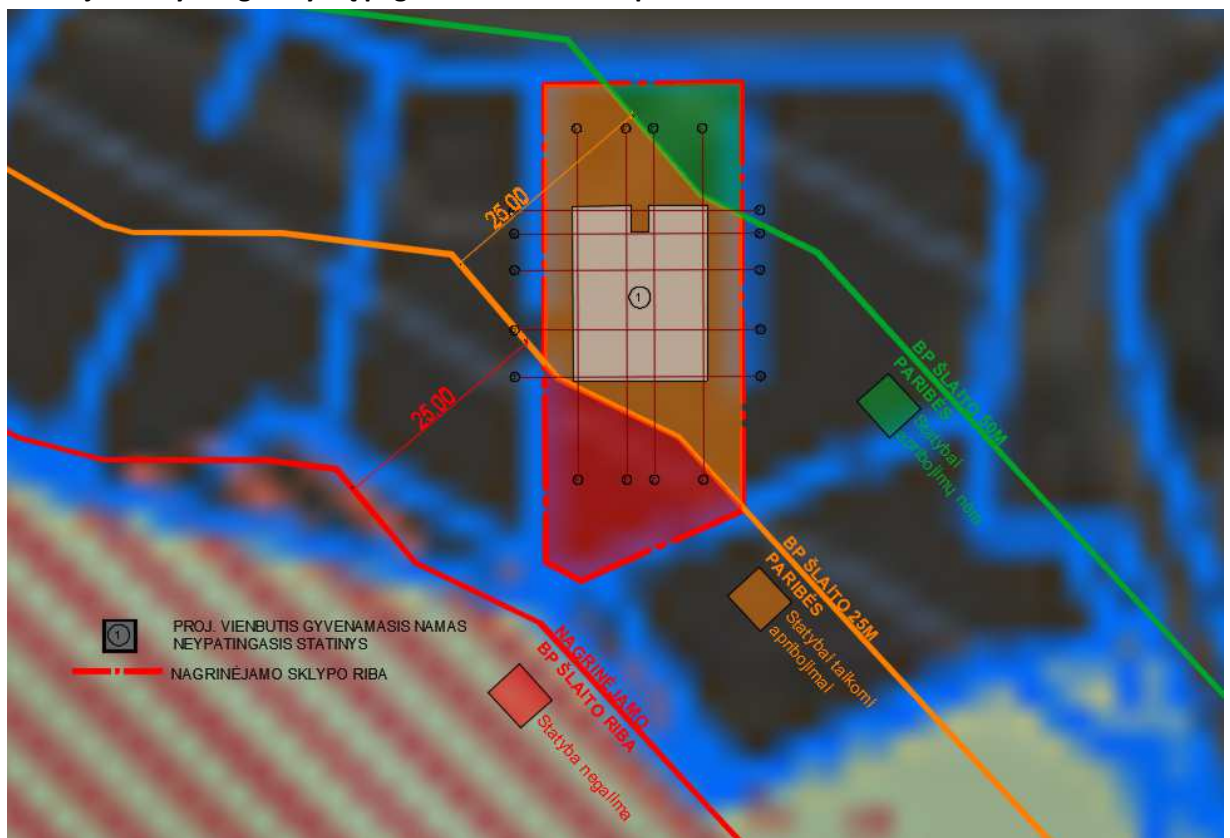 25.00
25.00
1
BP ŠLAITO 50M
PARIBĖS
Statybai
apribojimų nėra
BP ŠLAITO 25M
PARIBĖS
Statybai taikomi
apribojimai
NAGRINĖJAMO
BP ŠLAITO RIBA
Statyba negalima
1
PROJ. VIENBUTIS GYVENAMASIS NAMAS
NEYPATINGASIS STATINYS
NAGRINĖJAMO SKLYPO RIBA